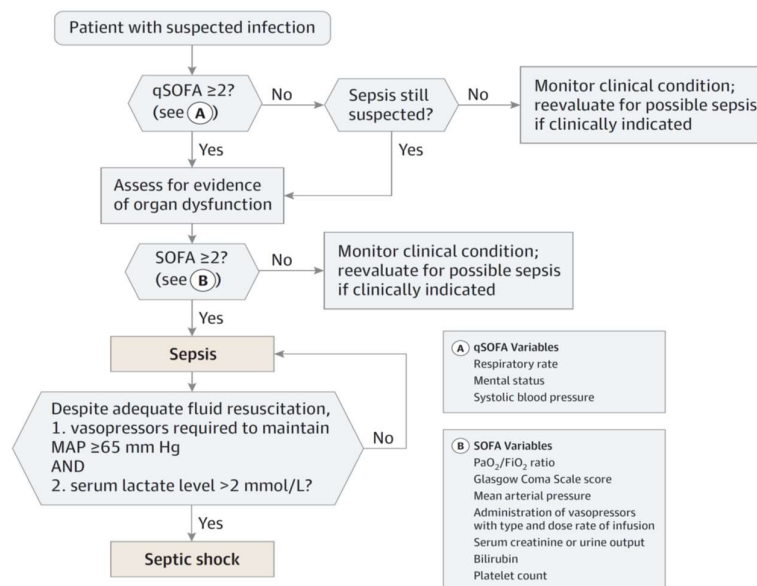 Patient with suspected infection
qSOFA ≥2?
(see A)
No
Sepsis still
suspected?
No
Monitor clinical condition;
reevaluate for possible sepsis
if clinically indicated
Yes
Yes
Assess for evidence
of organ dysfunction
SOFA ≥2?
(see B)
No
Monitor clinical condition;
reevaluate for possible sepsis
if clinically indicated
Yes
Sepsis
Despite adequate fluid resuscitation,
1. vasopressors required to maintain
MAP ≥65 mm Hg
AND
2. serum lactate level >2 mmol/L?
No
Yes
Septic shock
A qSOFA Variables
Respiratory rate
Mental status
Systolic blood pressure
B SOFA Variables
PaO₂/FiO₂ ratio
Glasgow Coma Scale score
Mean arterial pressure
Administration of vasopressors
with type and dose rate of infusion
Serum creatinine or urine output
Bilirubin
Platelet count